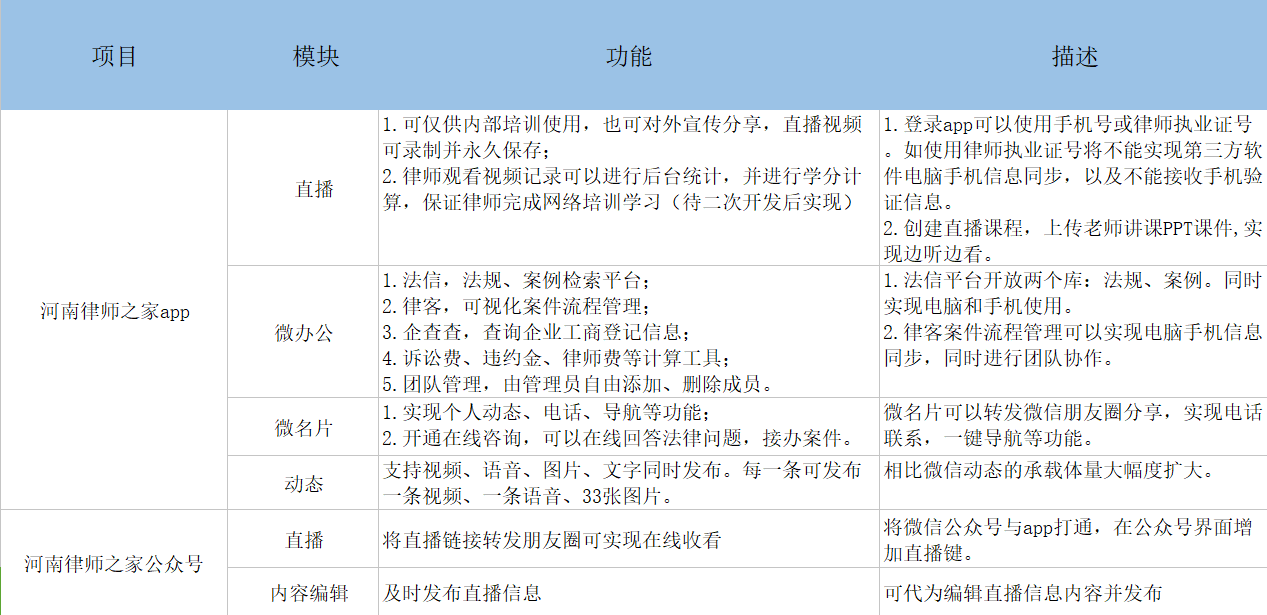 项目
模块
功能
描述
河南律师之家app
直播
1.可仅供内部培训使用，也可对外宣传分享，直播视频
可录制并永久保存；
2.律师观看视频记录可以进行后台统计，并进行学分计
算，保证律师完成网络培训学习（待二次开发后实现）
1.登录app可以使用手机号或律师执业证号
。如使用律师执业证号将不能实现第三方软
件电脑手机信息同步，以及不能接收手机验
证信息。
2.创建直播课程，上传老师讲课PPT课件,实
现边听边看。
微办公
1.法信，法规、案例检索平台；
2.律客，可视化案件流程管理；
3.企查查，查询企业工商登记信息；
4.诉讼费、违约金、律师费等计算工具；
5.团队管理，由管理员自由添加、删除成员。
1.法信平台开放两个库：法规、案例。同时
实现电脑和手机使用。
2.律客案件流程管理可以实现电脑手机信息
同步，同时进行团队协作。
微名片
1.实现个人动态、电话、导航等功能；
2.开通在线咨询，可以在线回答法律问题，接办案件。
微名片可以转发微信朋友圈分享，实现电话
联系，一键导航等功能。
动态
支持视频、语音、图片、文字同时发布。每一条可发布
一条视频、一条语音、33张图片。
相比微信动态的承载体量大幅度扩大。
河南律师之家公众号
直播
将直播链接转发朋友圈可实现在线收看
将微信公众号与app打通，在公众号界面增
加直播键。
内容编辑
及时发布直播信息
可代为编辑直播信息内容并发布